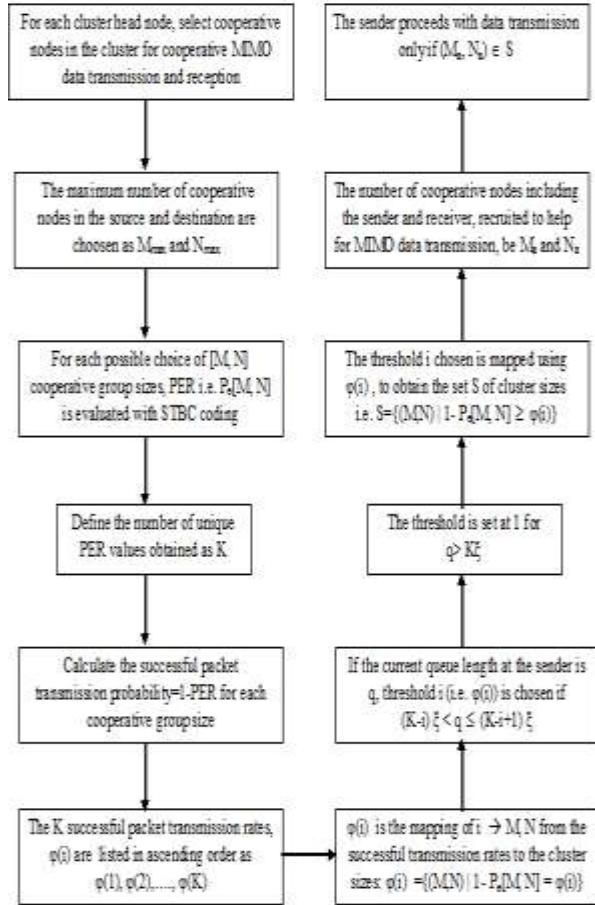 For each cluster head node, select cooperative
nodes in the cluster for cooperative MIMO
data transmission and reception
The maximum number of cooperative
nodes in the source and destination are
choosen as Mmax and Nmax
For each possible choice of [M, N]
cooperative group sizes, PER i.e. Pe[M, N]
is evaluated with STBC coding
Define the number of unique
PER values obtained as K
Calculate the successful packet
transmission probability=1-PER for each
cooperative group size
The K successful packet transmission rates,
φ(i) are listed in ascending order as
φ(1), φ(2),....., φ(K)
φ(i) is the mapping of i → M,N from the
successful transmission rates to the cluster
sizes: φ(i) ={(M,N) | 1- Pe[M, N] = φ(i)}
If the current queue length at the sender is
q, threshold i (i.e. φ(i)) is chosen if
(K-i) ξ < q ≤ (K-i+1) ξ
The threshold is set at 1 for
q> Kξ
The threshold i chosen is mapped using
φ(i) , to obtain the set S of cluster sizes
i.e. S={(M,N) | 1- Pe[M, N] ≥ φ(i)}
The number of cooperative nodes including
the sender and receiver, recruited to help
for MIMO data transmission, be Ma and Na
The sender proceeds with data transmission
only if (Ma, Na) ∈ S